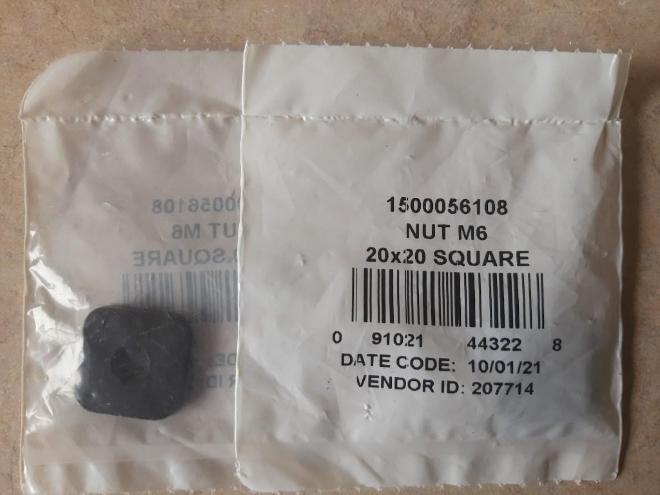 1500056108
NUT M6
20x20 SQUARE
0 91021 44322 8
DATE CODE: 10/01/21
VENDOR ID: 207714